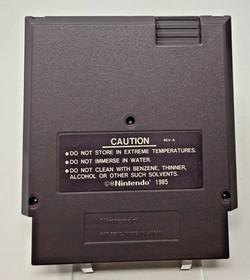 CAUTION REV-A
•DO NOT STORE IN EXTREME TEMPERATURES.
•DO NOT IMMERSE IN WATER.
•DO NOT CLEAN WITH BENZENE, THINNER,
ALCOHOL OR OTHER SUCH SOLVENTS.
©®Nintendo 1985
Nintendo